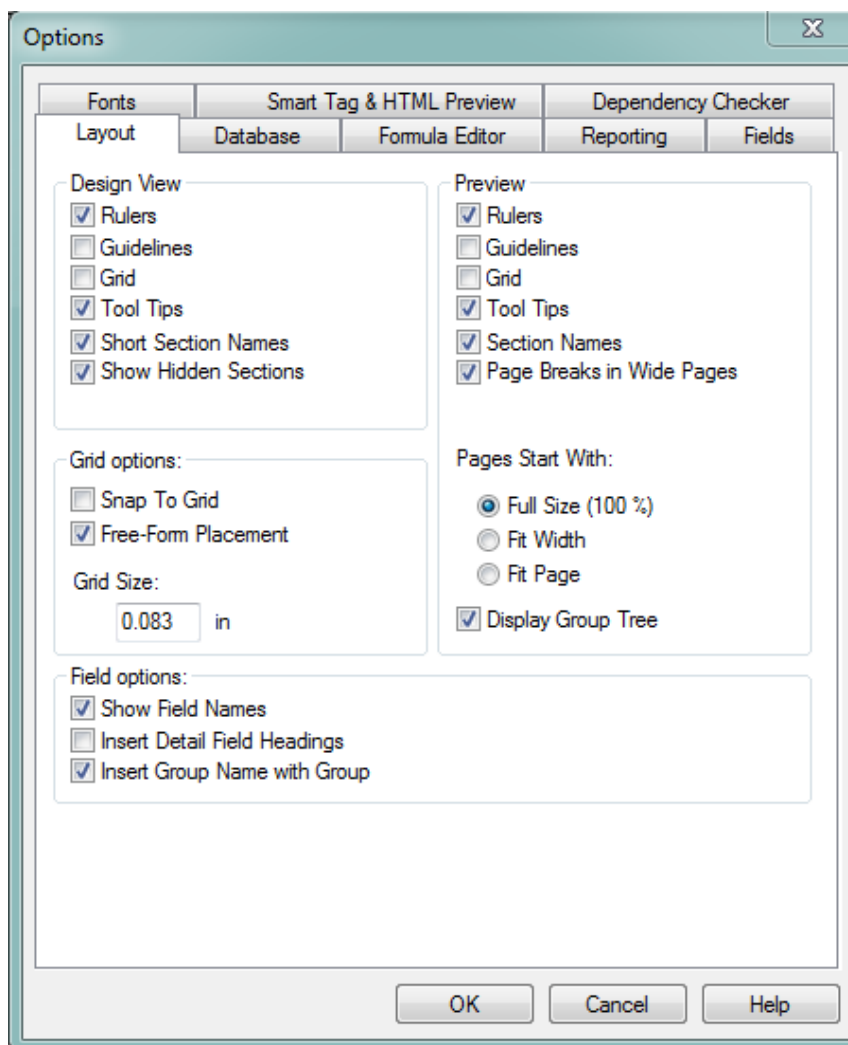 Options
Fonts
Smart Tag & HTML Preview
Dependency Checker
Layout
Database
Formula Editor
Reporting
Fields
Design View
Rulers
Guidelines
Grid
Tool Tips
Short Section Names
Show Hidden Sections
Preview
Rulers
Guidelines
Grid
Tool Tips
Section Names
Page Breaks in Wide Pages
Pages Start With:
Full Size (100 %)
Fit Width
Fit Page
Display Group Tree
Grid options:
Snap To Grid
Free-Form Placement
Grid Size:
0.083 in
Field options:
Show Field Names
Insert Detail Field Headings
Insert Group Name with Group
OK
Cancel
Help